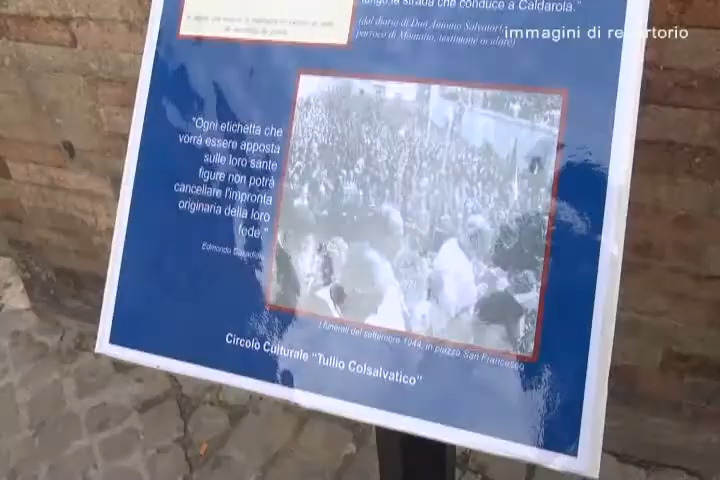 lungo la strada che conduce a Caldarola."
(dal diario di Don Antonio Salvatori,
parroco di Montalto, testimone oculare)
immagini di repertorio
"Ogni etichetta che
vorrà essere apposta
sulle loro sante
figure non potrà
cancellare l'impronta
originaria della loro
fede."
Edmondo
I funerali del settembre 1944, in piazza San Francesco
Circolo Culturale "Tullio Colsalvatico"